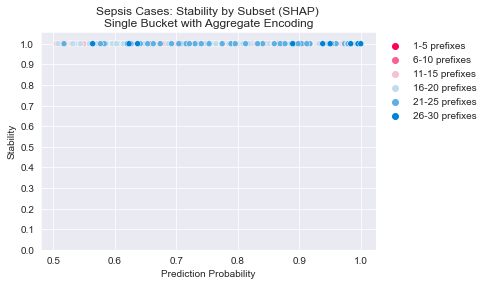 Sepsis Cases: Stability by Subset (SHAP)
Single Bucket with Aggregate Encoding
1.0
0.9
0.8
0.7
0.6
0.5
0.4
0.3
0.2
0.1
0.0
Stability
0.5 0.6 0.7 0.8 0.9 1.0
Prediction Probability
1-5 prefixes
6-10 prefixes
11-15 prefixes
16-20 prefixes
21-25 prefixes
26-30 prefixes